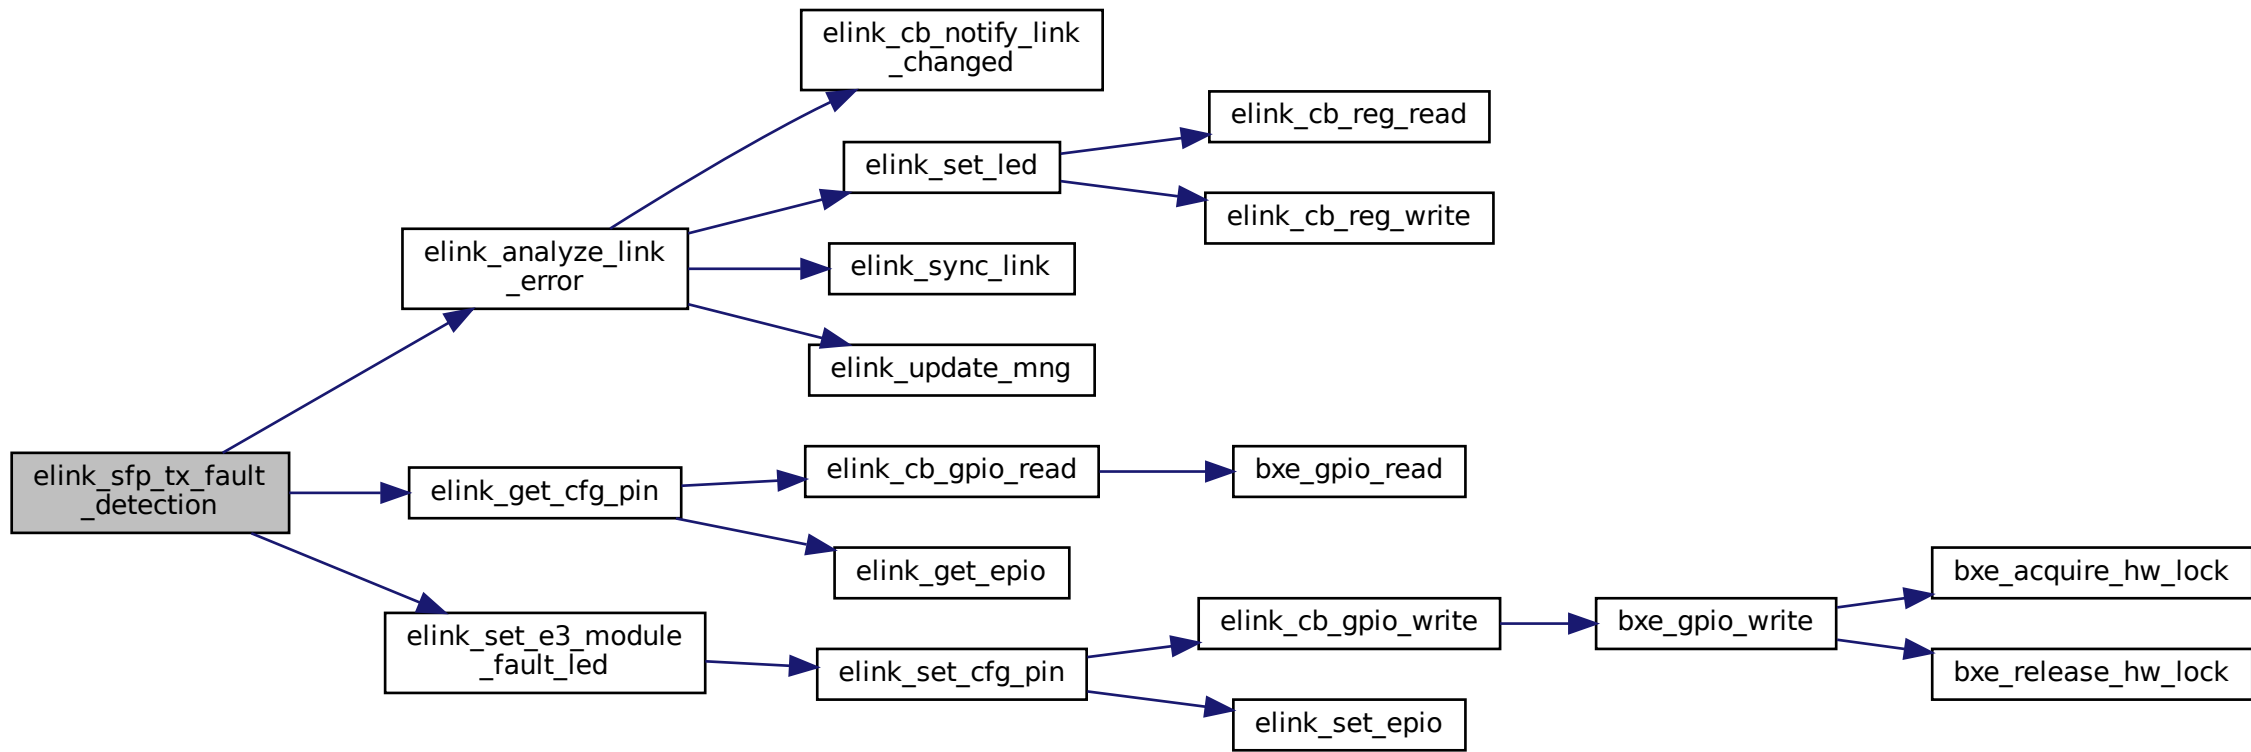 elink_cb_notify_link
_changed
elink_cb_reg_read
elink_set_led
elink_cb_reg_write
elink_analyze_link
_error
elink_sync_link
elink_update_mng
elink_sfp_tx_fault
_detection
elink_get_cfg_pin
elink_cb_gpio_read
bxe_gpio_read
elink_get_epio
elink_set_e3_module
_fault_led
elink_set_cfg_pin
elink_cb_gpio_write
bxe_gpio_write
bxe_acquire_hw_lock
bxe_release_hw_lock
elink_set_epio